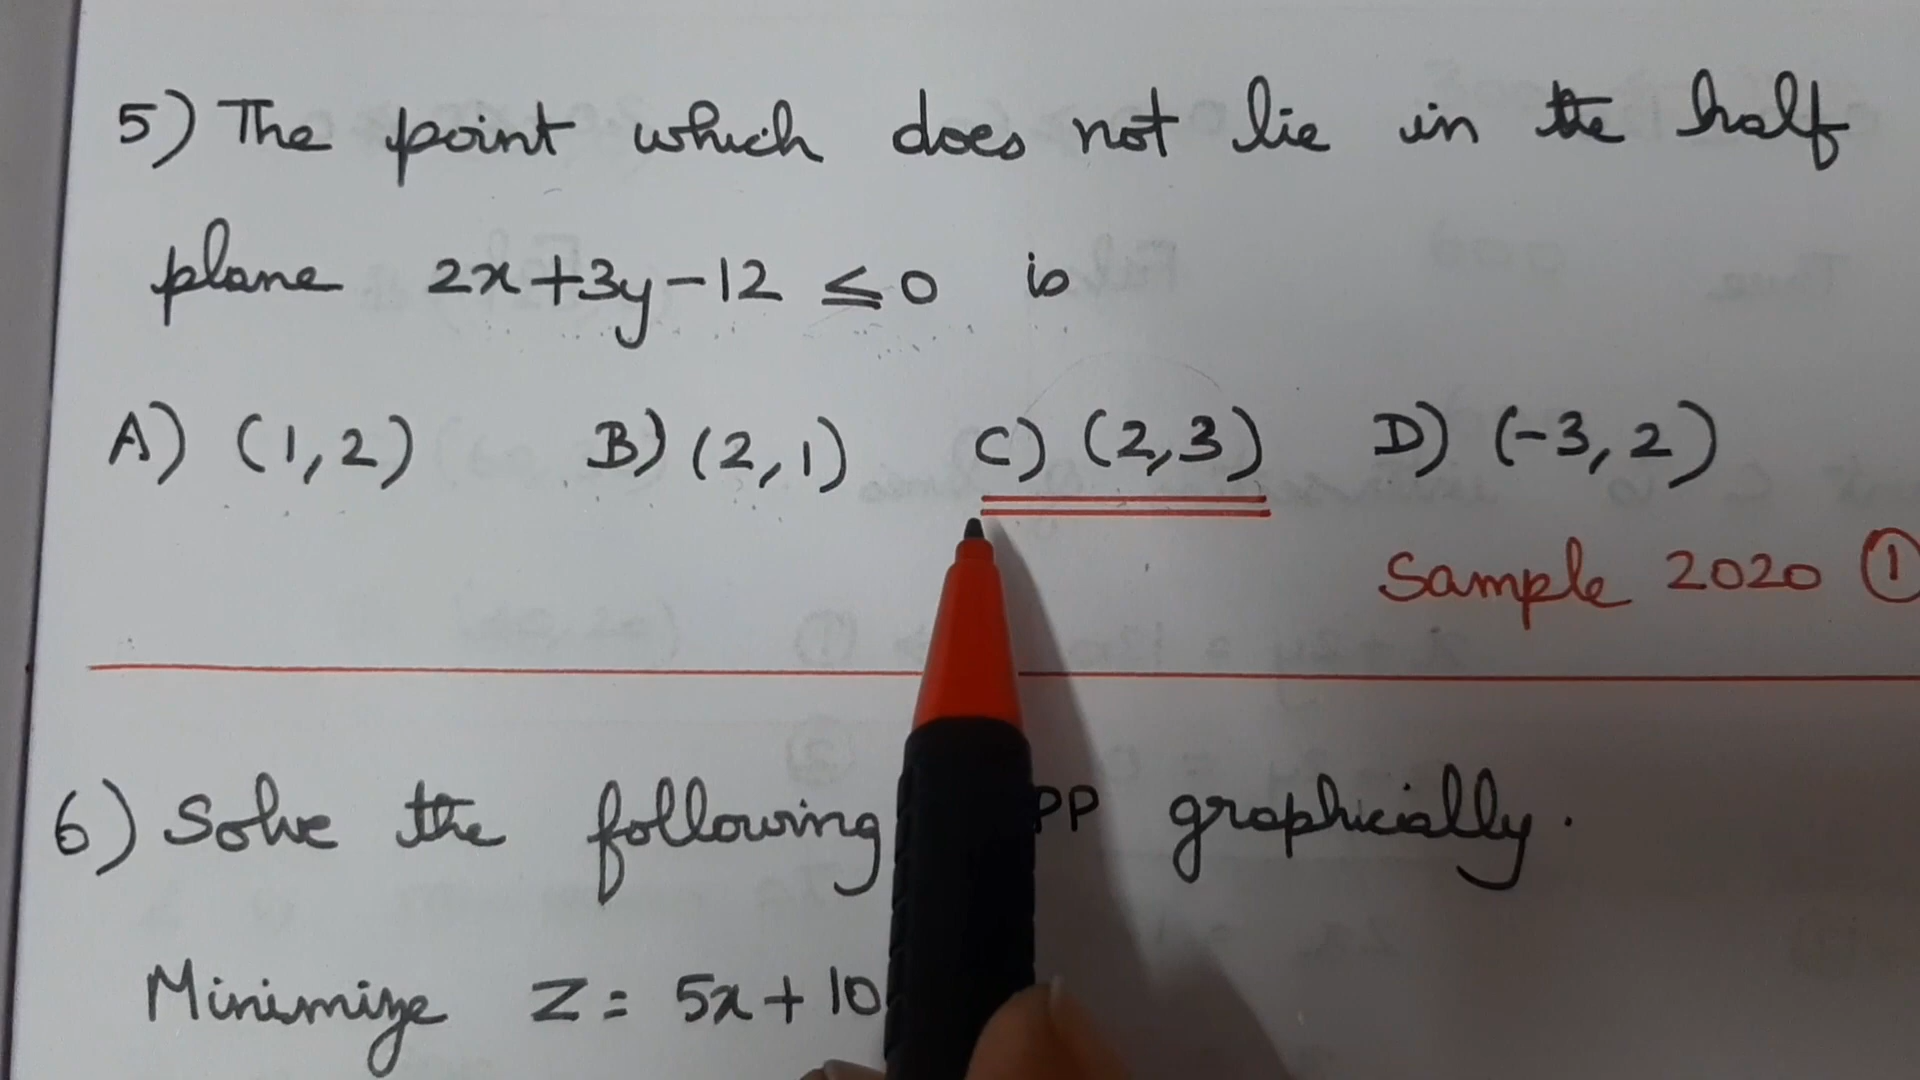 5) The point which does not lie in the half
plane 2x+3y-12 ≤0 is
A) (1,2) B) (2,1) C) (2,3) D) (-3,2)
Sample 2020 ①
6) Solve the following PP graphically.
Minimize Z = 5x+10